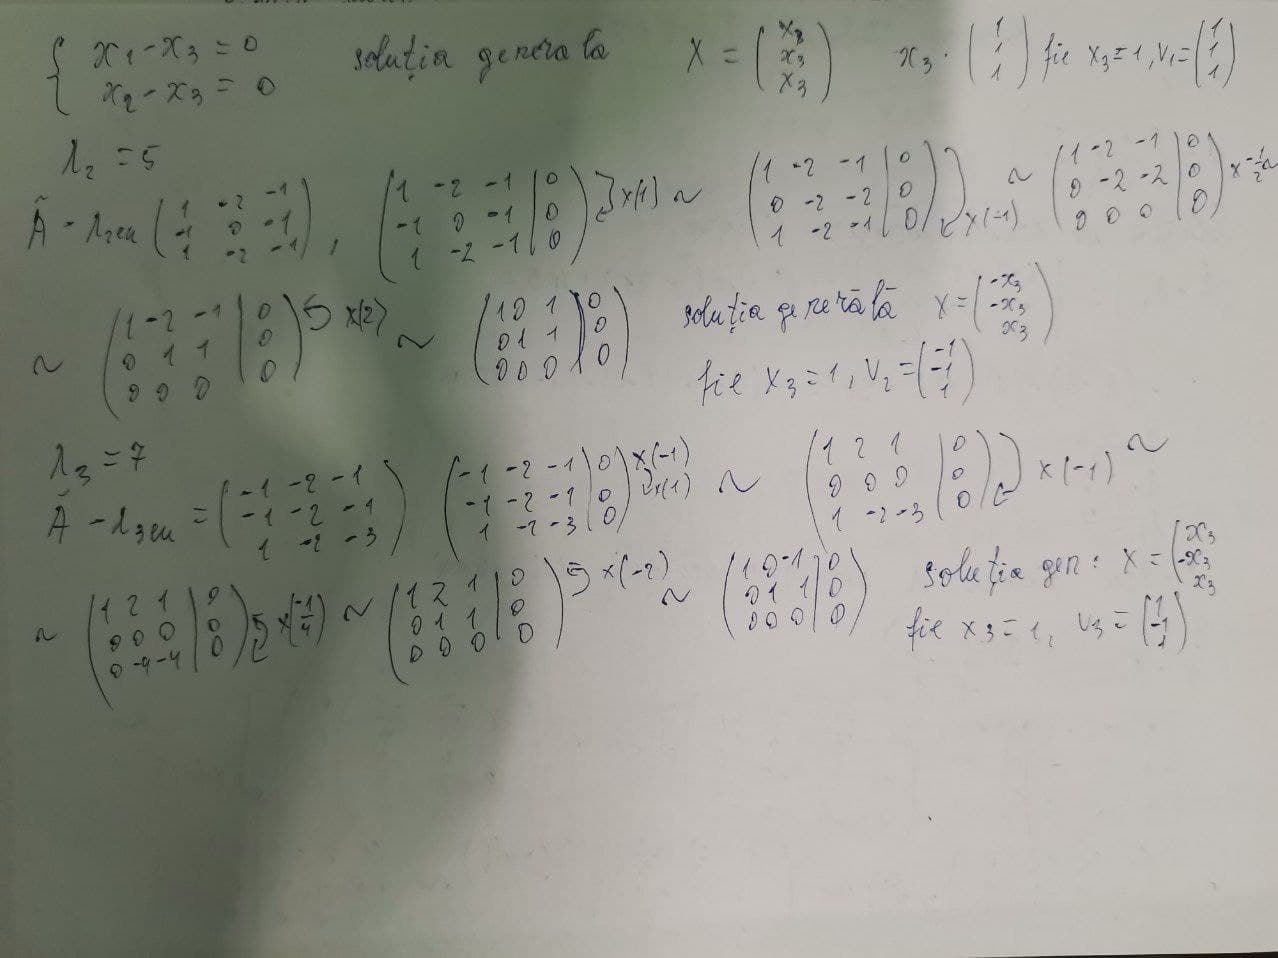 { x1 - x3 = 0
x2 - x3 = 0 soluția generala X = (x3 x3 x3) x3 · (1 1 1) fie x3 = 1, V1 = (1 1 1)
λ2 = 5
(1 -2 -1 / -1 0 -1 / 1 -2 -1), (1 -2 -1 | 0 / -1 0 -1 | 0 / 1 -2 -1 | 0) x(1) ~ (1 -2 -1 | 0 / 0 -2 -2 | 0 / 1 -2 -1 | 0) x(-1) ~ (1 -2 -1 | 0 / 0 -2 -2 | 0 / 0 0 0 | 0) x -1/2 ~
~ (1 -2 -1 | 0 / 0 1 1 | 0 / 0 0 0 | 0) x(2) ~ (1 0 1 | 0 / 0 1 1 | 0 / 0 0 0 | 0) soluția generălă X = (-x3 -x3 x3)
fie x3 = 1, V2 = (-1 -1 1)
λ3 = 7
= (-1 -2 -1 / -1 -2 -1 / 1 -2 -3) (-1 -2 -1 | 0 / -1 -2 -1 | 0 / 1 -2 -3 | 0) x(-1) x(1) ~ (1 2 1 | 0 / 0 0 0 | 0 / 1 -2 -3 | 0) x(-1) ~
~ (1 2 1 | 0 / 0 0 0 | 0 / 0 -4 -4 | 0) x(-1/4) ~ (1 2 1 | 0 / 0 1 1 | 0 / 0 0 0 | 0) x(-2) ~ (1 0 -1 | 0 / 0 1 1 | 0 / 0 0 0 | 0) soluția gen: X = (x3 -x3 x3
fie x3 = 1, V3 = (1 -1 1)